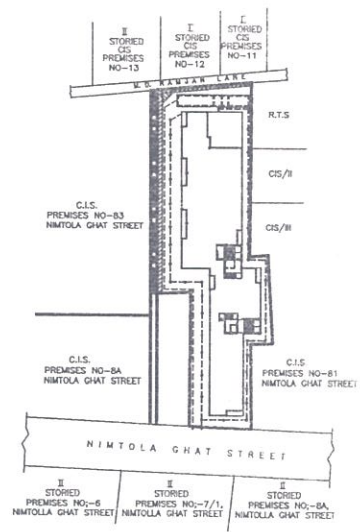 II
STORIED
CIS
PREMISES
NO-13
I
STORIED
CIS
PREMISES
NO-12
I
STORIED
CIS
PREMISES
NO-11
M.D. RAMJAN LANE
R.T.S
CIS/II
CIS/III
C.I.S.
PREMISES NO-83
NIMTOLA GHAT STREET
C.I.S.
PREMISES NO-8A
NIMTOLA GHAT STREET
C.I.S
PREMISES NO-81
NIMTOLA GHAT STREET
NIMTOLA GHAT STREET
II
STORIED
PREMISES NO;-6
NIMTOLA GHAT STREET
II
STORIED
PREMISES NO;-7/1,
NIMTOLA GHAT STREET
II
STORIED
PREMISES NO;-8A,
NIMTOLA GHAT STREET